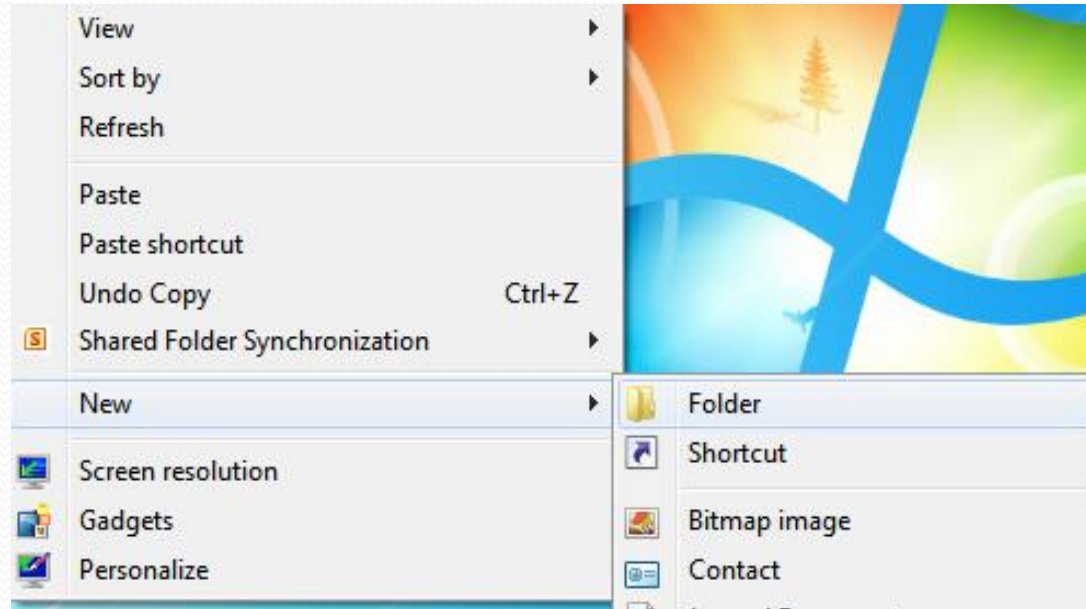 View
Sort by
Refresh
Paste
Paste shortcut
Undo Copy Ctrl+Z
Shared Folder Synchronization
New
Folder
Shortcut
Screen resolution
Gadgets
Bitmap image
Personalize
Contact